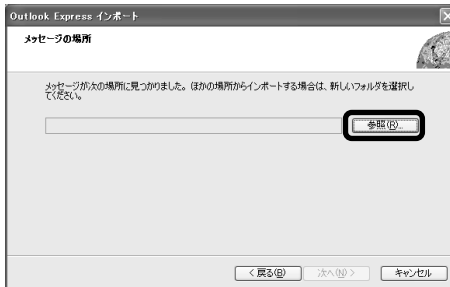 Outlook Express インポート
メッセージの場所
メッセージが次の場所に見つかりました。ほかの場所からインポートする場合は、新しいフォルダを選択し
てください。
参照(R)...
< 戻る(B)
次へ(N) >
キャンセル